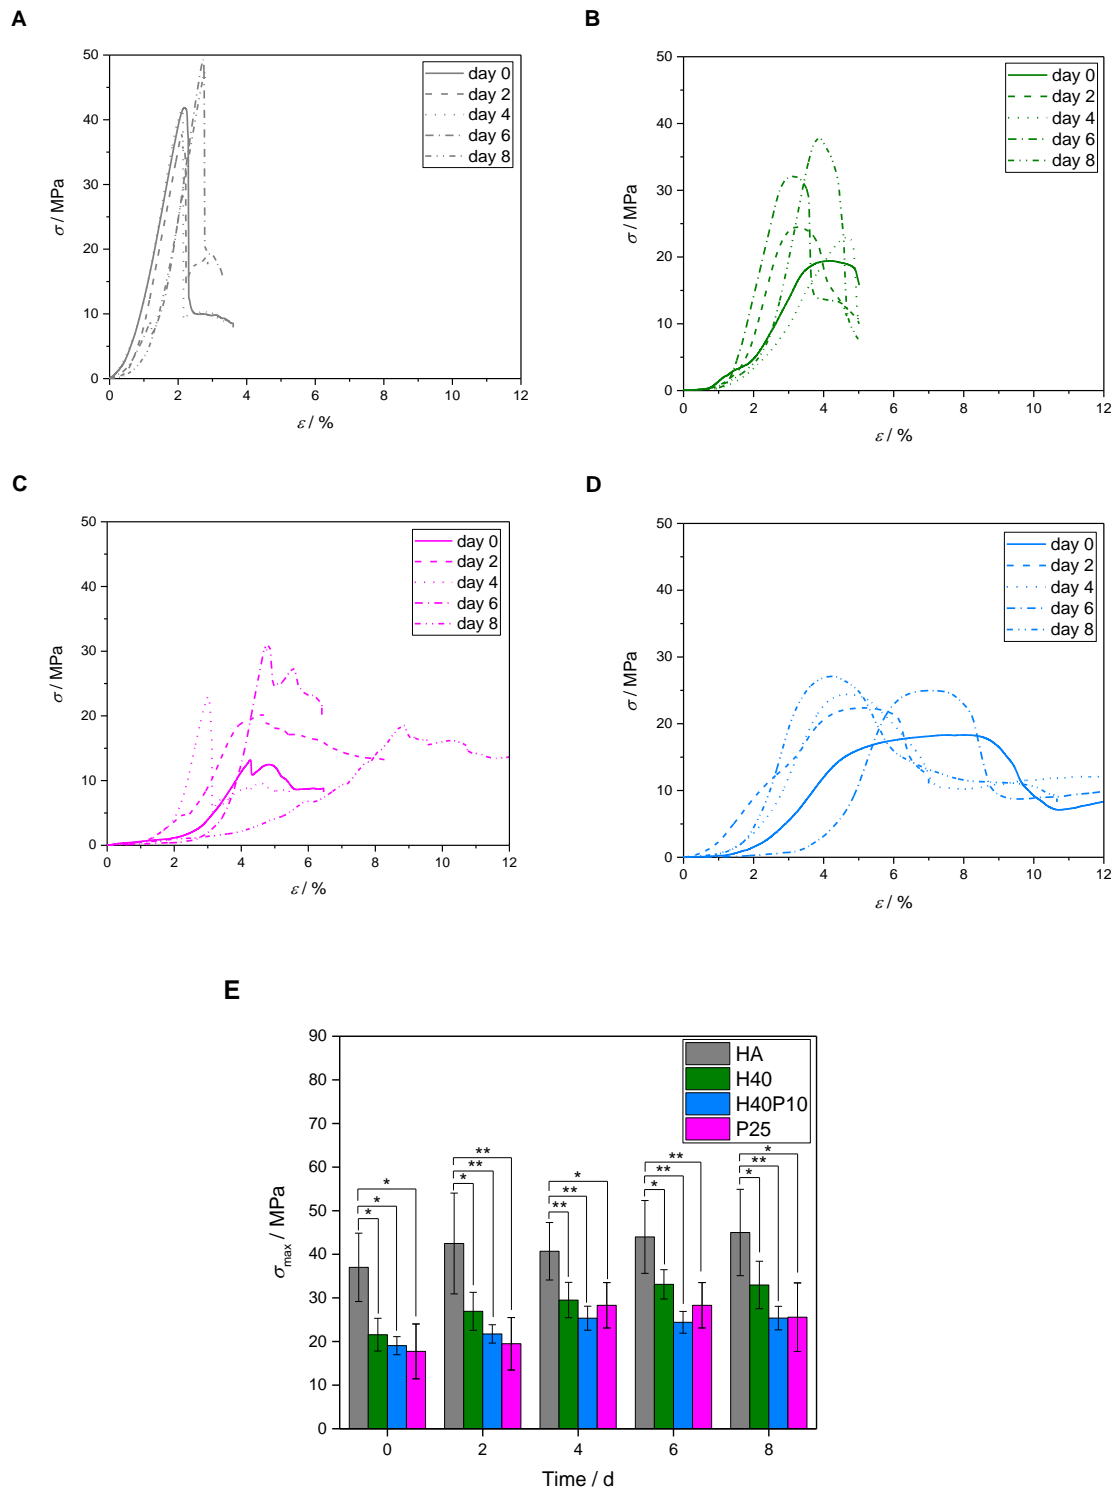 A
50
40
30
20
10
0
0
2
4
6
8
10
12
σ / MPa
ε / %
day 0
day 2
day 4
day 6
day 8
B
50
40
30
20
10
0
0
2
4
6
8
10
12
σ / MPa
ε / %
day 0
day 2
day 4
day 6
day 8
C
50
40
30
20
10
0
0
2
4
6
8
10
12
σ / MPa
ε / %
day 0
day 2
day 4
day 6
day 8
D
50
40
30
20
10
0
0
2
4
6
8
10
12
σ / MPa
ε / %
day 0
day 2
day 4
day 6
day 8
E
90
80
70
60
50
40
30
20
10
0
σmax / MPa
HA
H40
H40P10
P25
*
*
*
**
**
*
*
**
**
**
**
*
*
**
*
0
2
4
6
8
Time / d